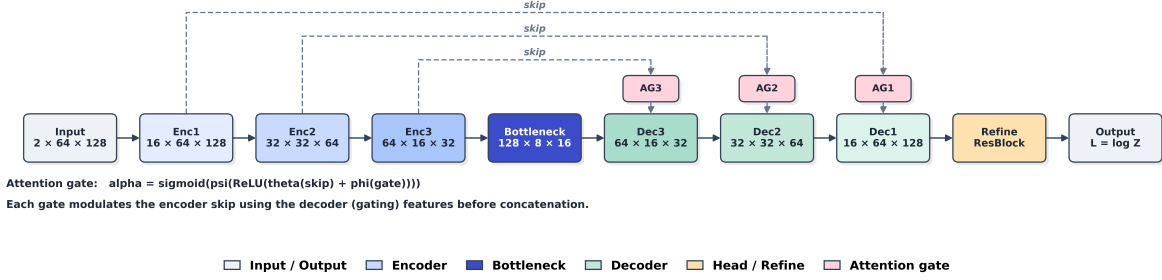 skip
skip
skip
AG3
AG2
AG1
Input
2 × 64 × 128
Enc1
16 × 64 × 128
Enc2
32 × 32 × 64
Enc3
64 × 16 × 32
Bottleneck
128 × 8 × 16
Dec3
64 × 16 × 32
Dec2
32 × 32 × 64
Dec1
16 × 64 × 128
Refine
ResBlock
Output
L = log Z
Attention gate:   alpha = sigmoid(psi(ReLU(theta(skip) + phi(gate))))
Each gate modulates the encoder skip using the decoder (gating) features before concatenation.
Input / Output
Encoder
Bottleneck
Decoder
Head / Refine
Attention gate